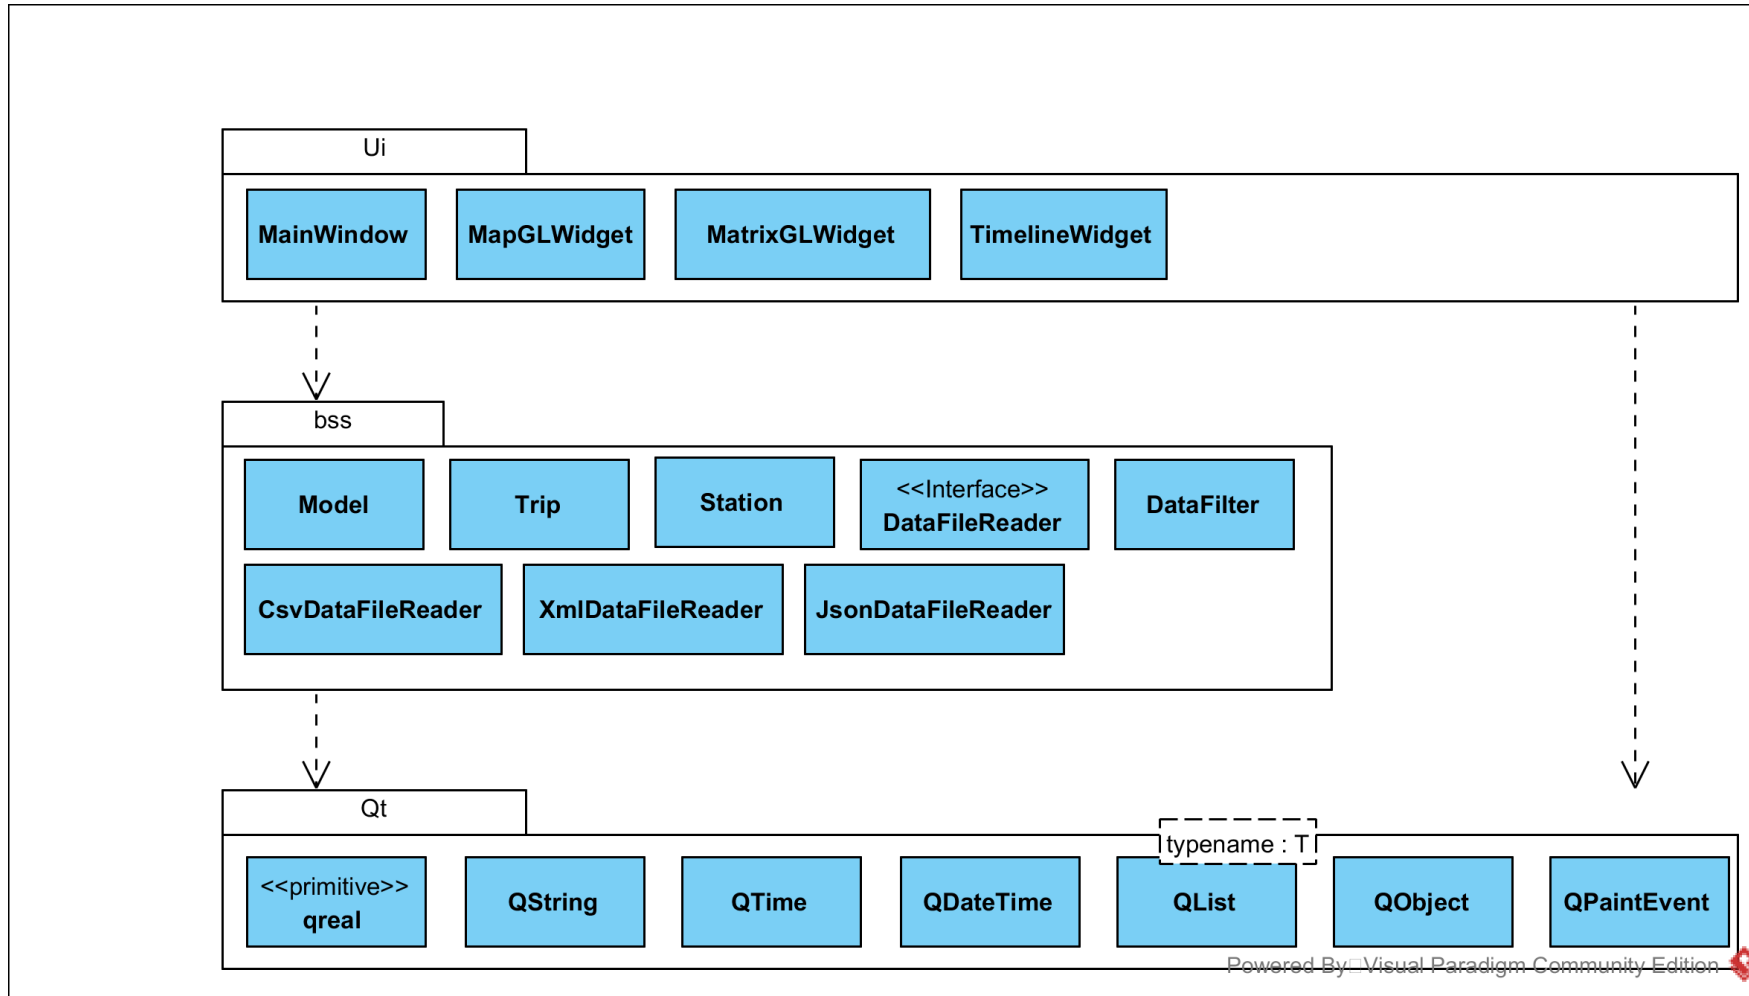 Ui
MainWindow
MapGLWidget
MatrixGLWidget
TimelineWidget
bss
Model
Trip
Station
<<Interface>>
DataFileReader
DataFilter
CsvDataFileReader
XmlDataFileReader
JsonDataFileReader
Qt
typename : T
<<primitive>>
qreal
QString
QTime
QDateTime
QList
QObject
QPaintEvent
Powered By Visual Paradigm Community Edition